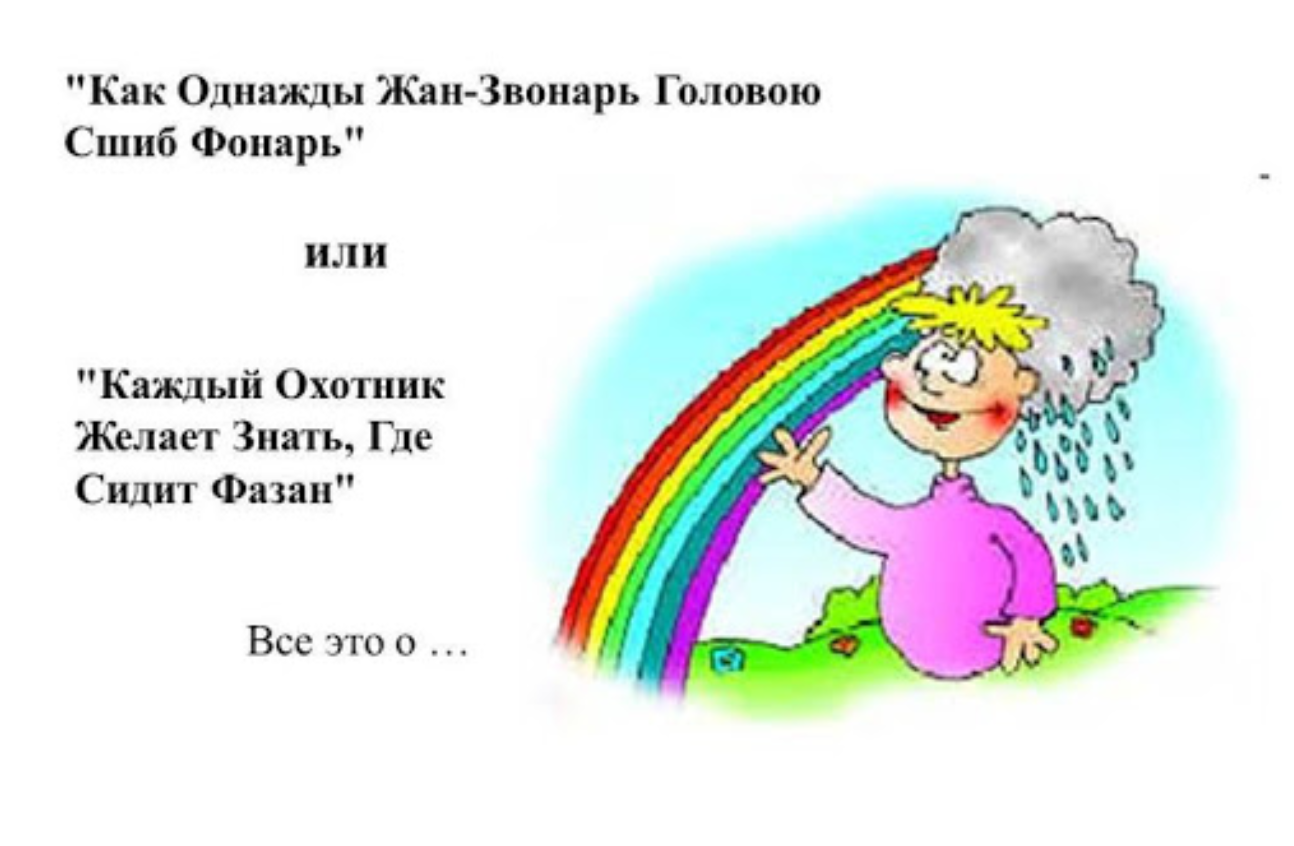 "Как Однажды Жан-Звонарь Головою
Сшиб Фонарь"
или
"Каждый Охотник
Желает Знать, Где
Сидит Фазан"
Все это о ...
-